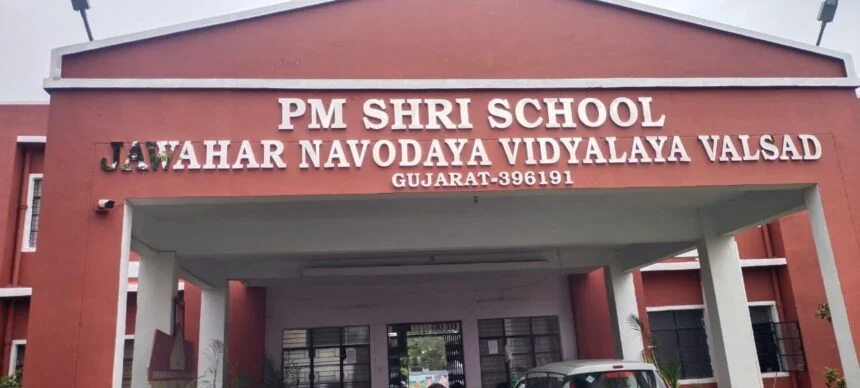 PM SHRI SCHOOL
JAWAHAR NAVODAYA VIDYALAYA VALSAD
GUJARAT-396191